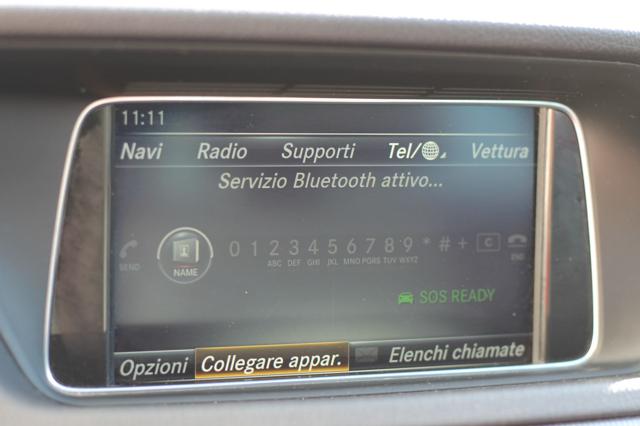 11:11
Navi Radio Supporti Tel/ Vettura
Servizio Bluetooth attivo...
0 1 2 3 4 5 6 7 8 9 * # + C
SEND NAME ABC DEF GHI JKL MNO PQRS TUV WXYZ END
SOS READY
Opzioni Collegare appar. Elenchi chiamate